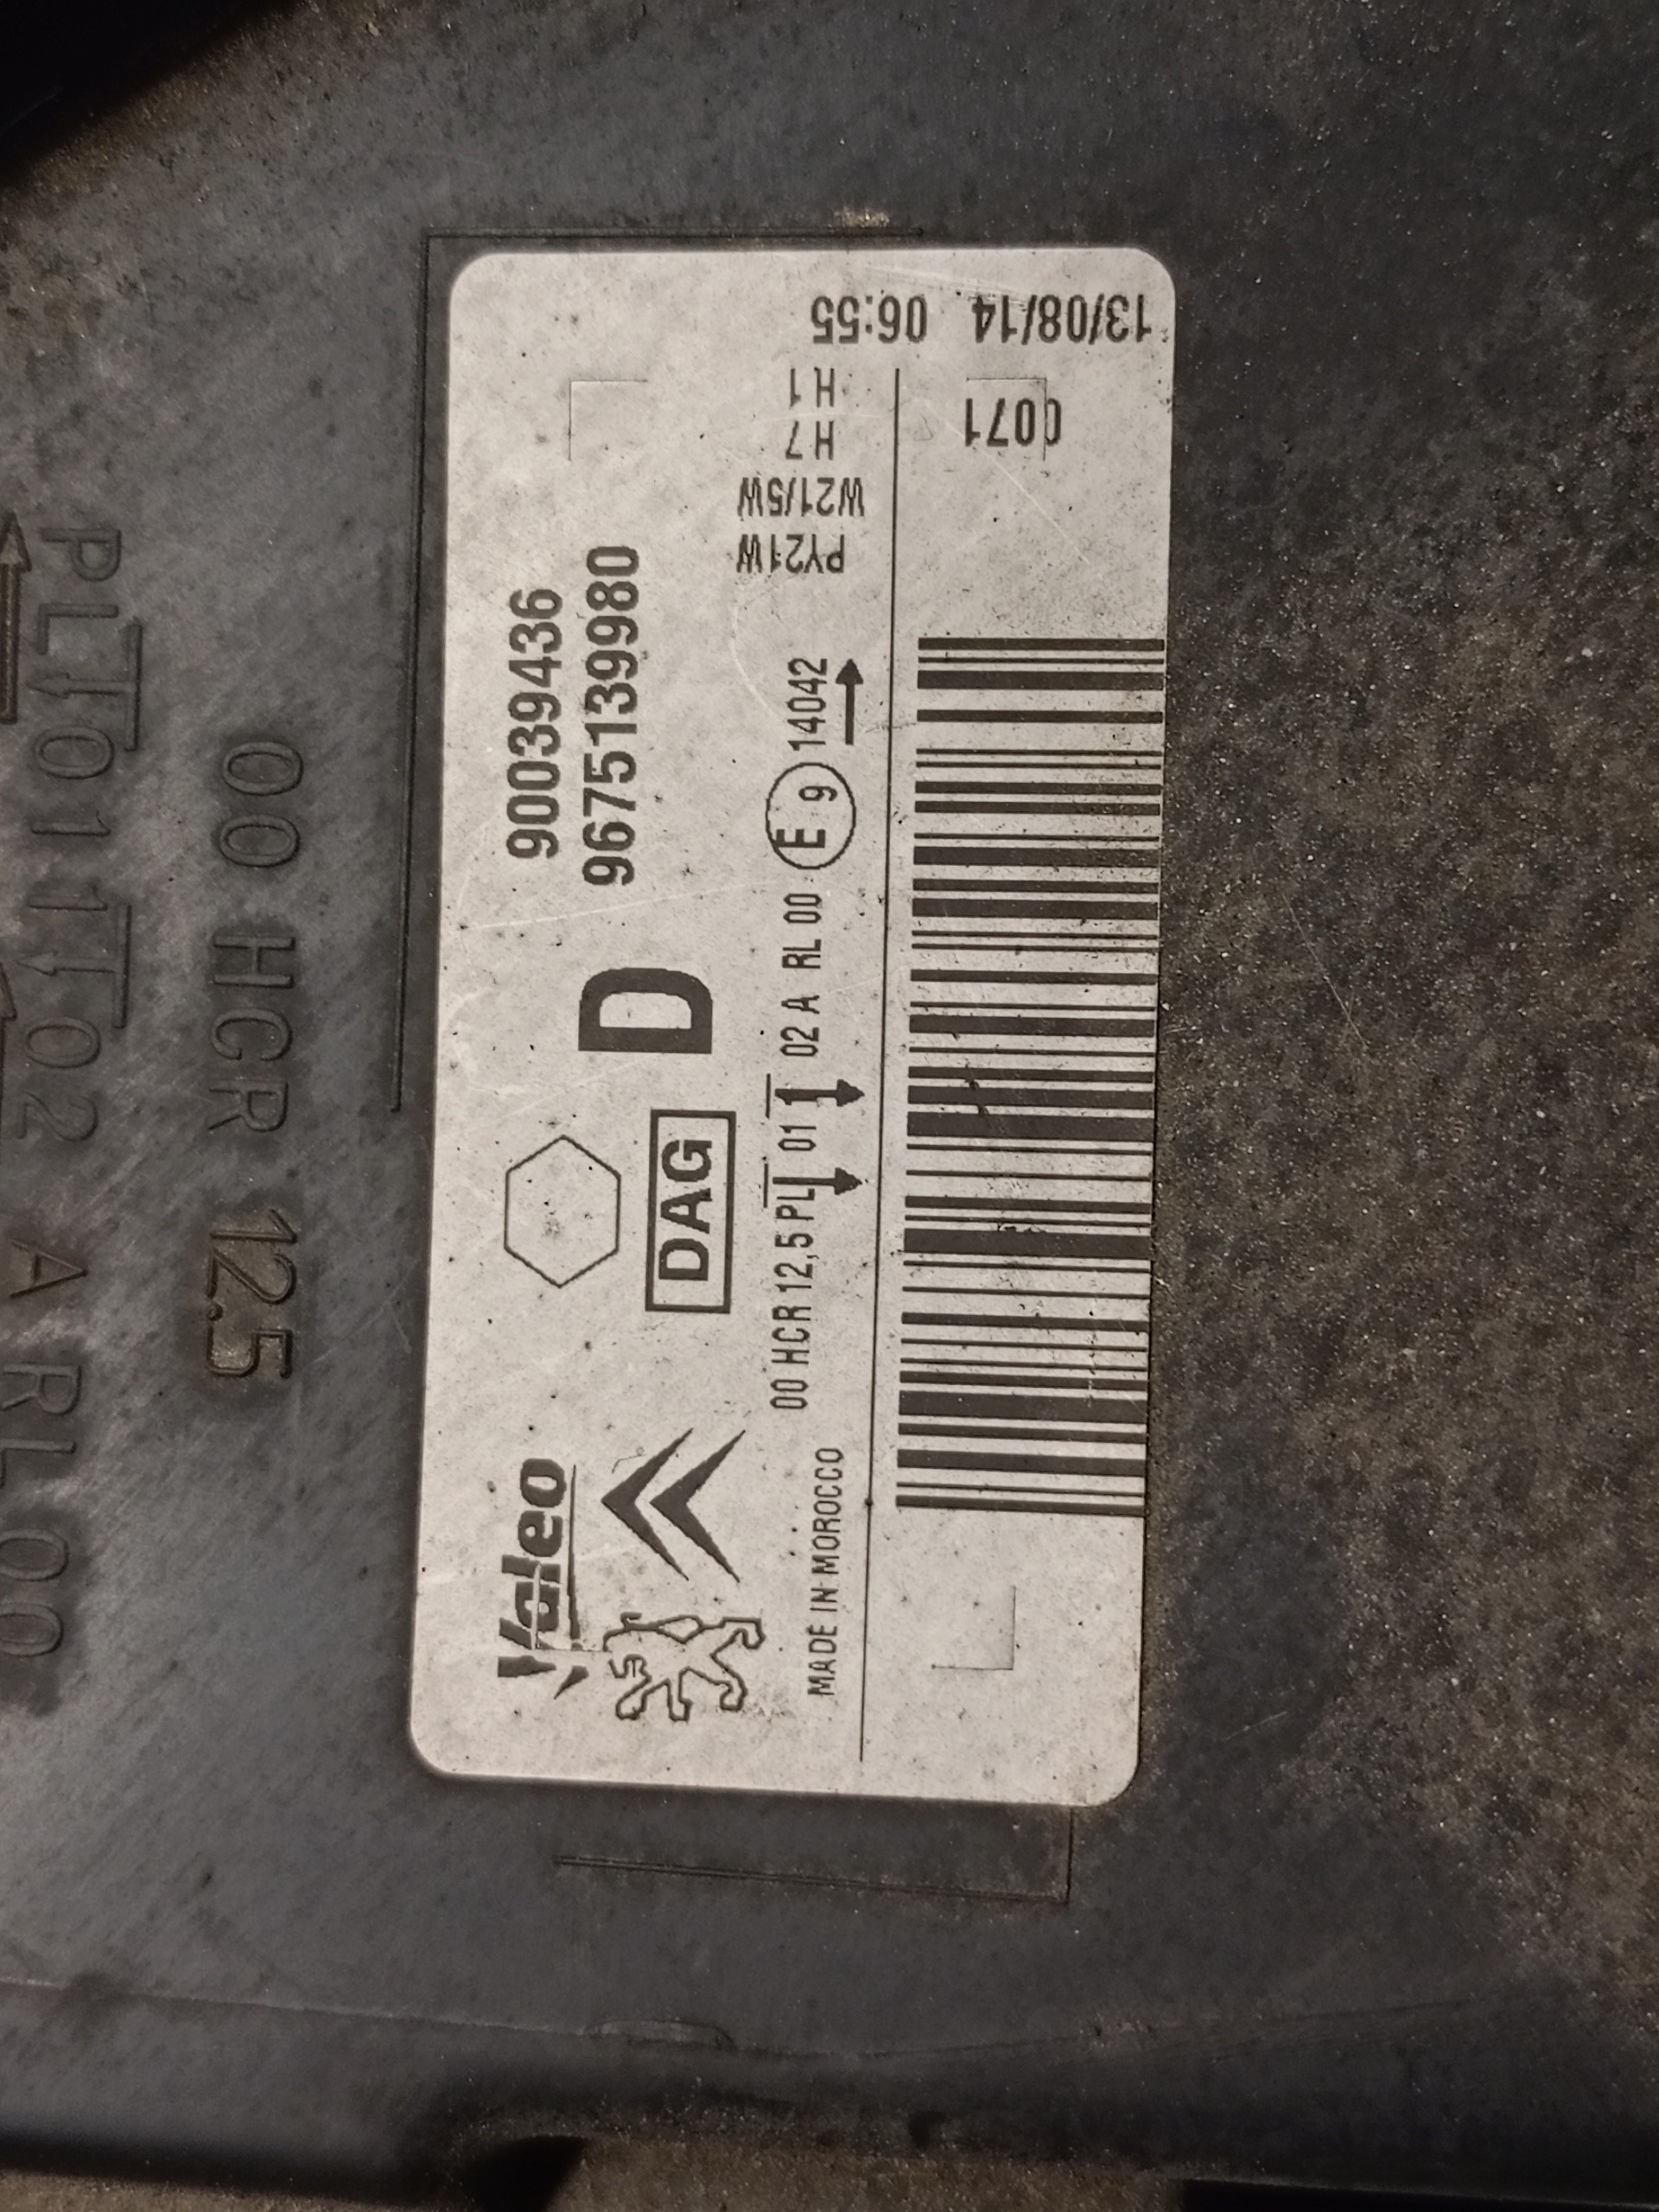 Valeo
90039436
9675139980
D
DAG
00 HCR 12,5 PL 01 02 A RL 00 E 9 14042
MADE IN MOROCCO
PY21W
W21/5W
H7
H1
0071
13/08/14 06:55
00 HCR 12.5
PL 01 02 A RL 00